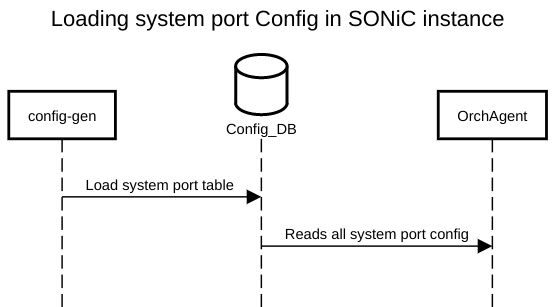 Loading system port Config in SONiC instance
config-gen
Config_DB
OrchAgent
Load system port table
Reads all system port config